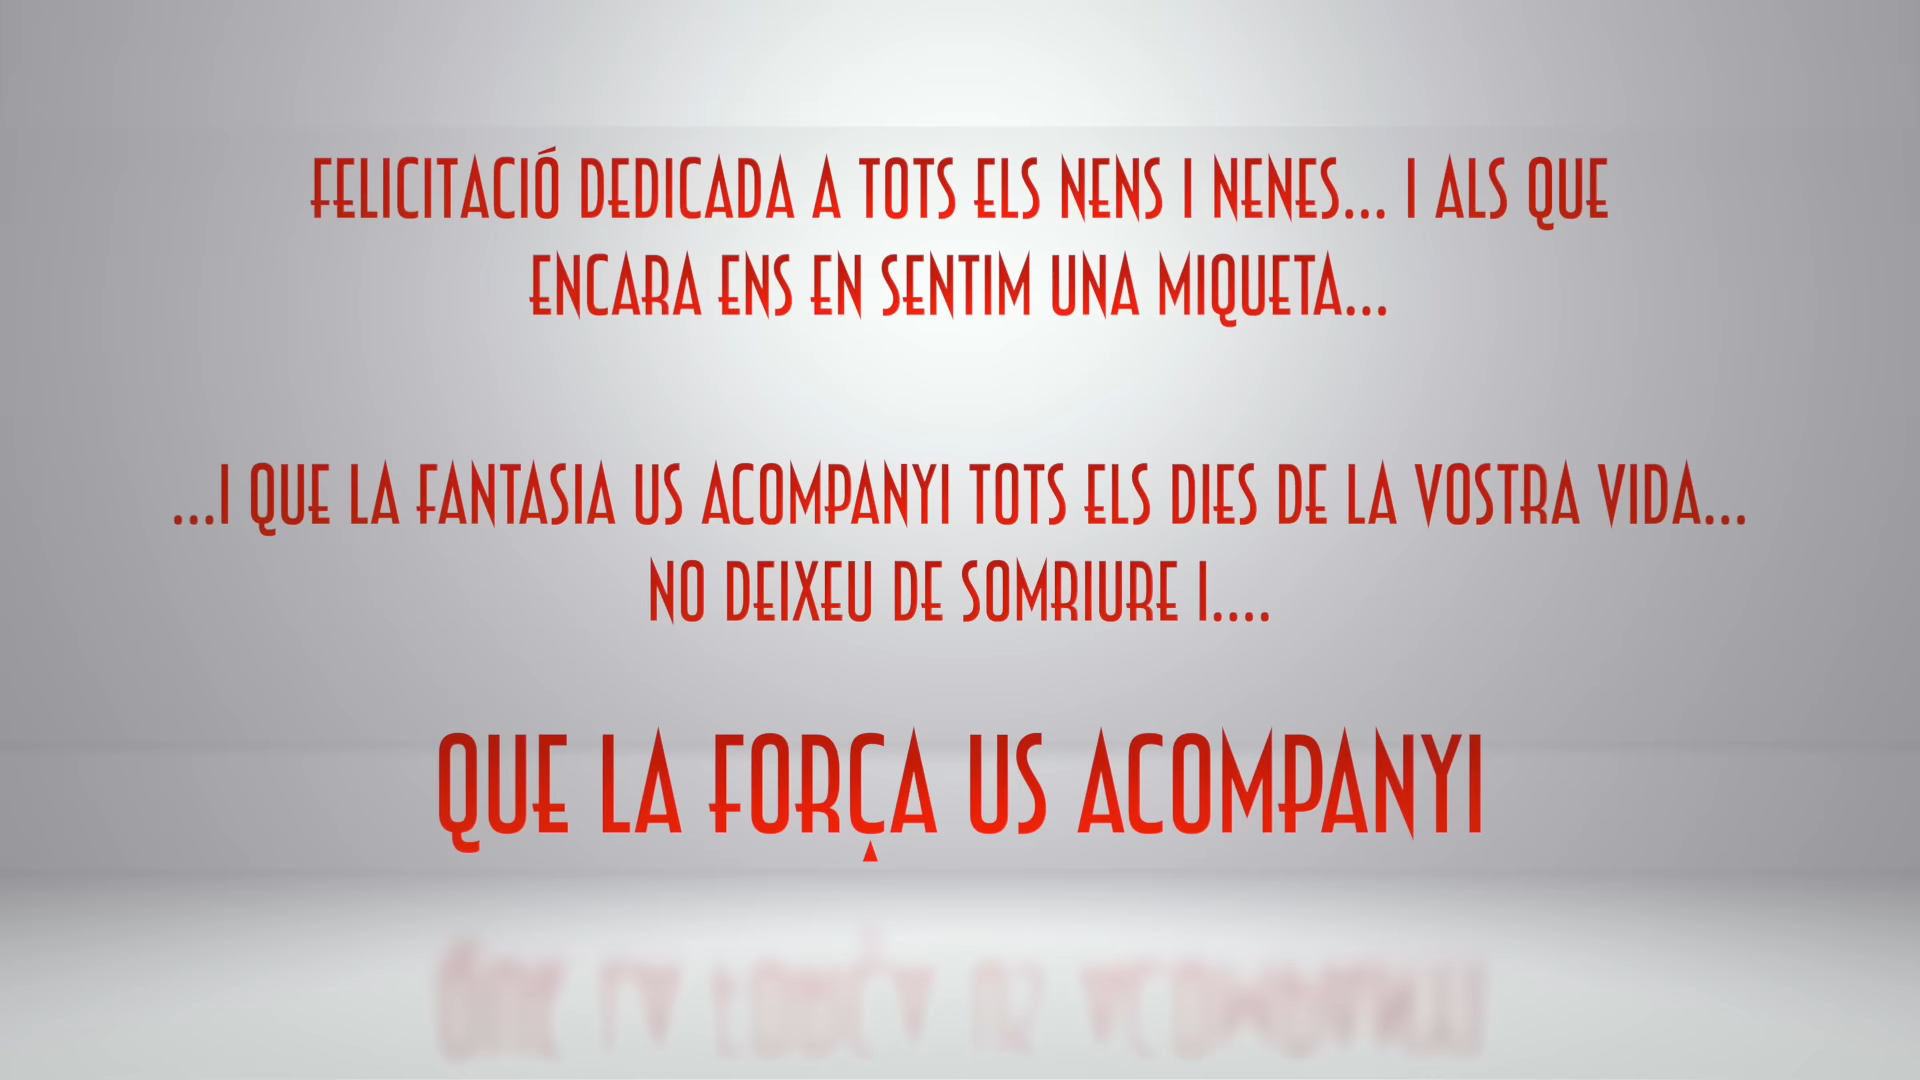 FELICITACIÓ DEDICADA A TOTS ELS NENS I NENES... I ALS QUE
ENCARA ENS EN SENTIM UNA MIQUETA...
...I QUE LA FANTASIA US ACOMPANYI TOTS ELS DIES DE LA VOSTRA VIDA...
NO DEIXEU DE SOMRIURE I....
QUE LA FORÇA US ACOMPANYI